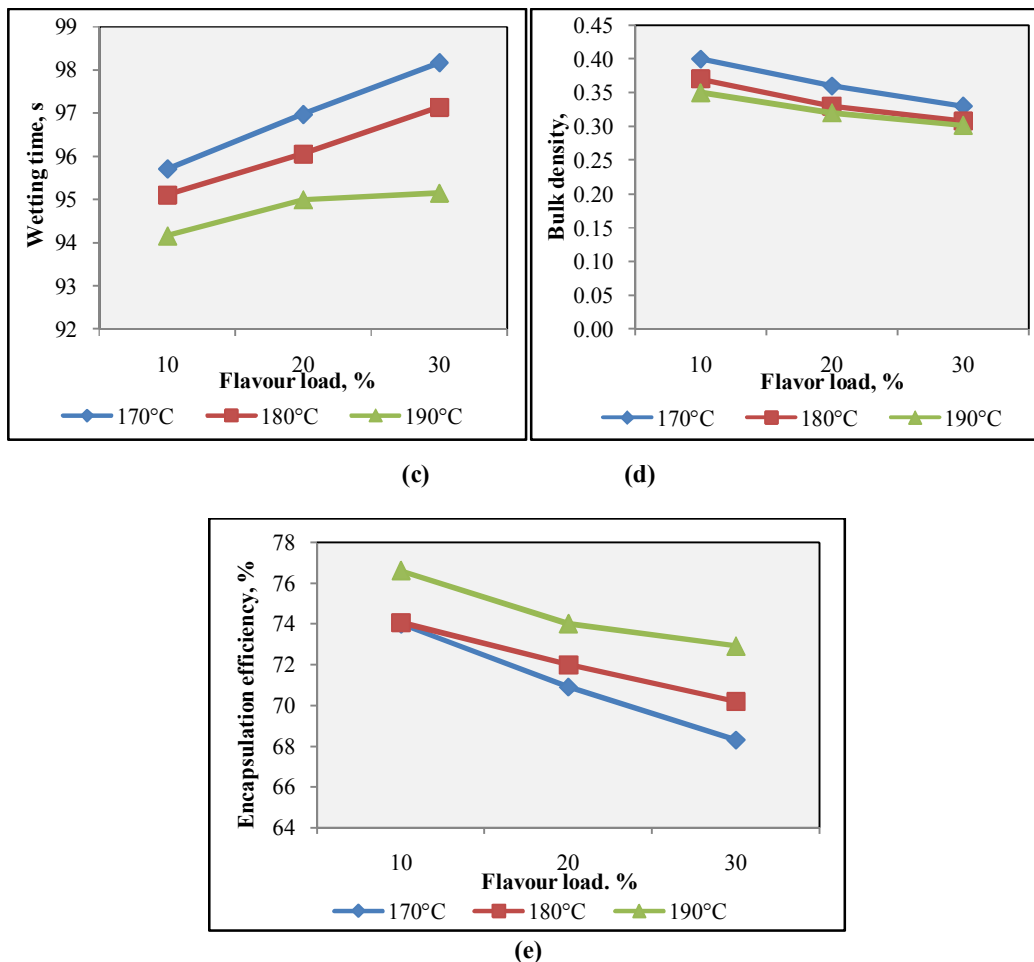 99
98
97
96
95
94
93
92
Wetting time, s
10 20 30
Flavour load, %
170°C 180°C 190°C
(c)
0.45
0.40
0.35
0.30
0.25
0.20
0.15
0.10
0.05
0.00
Bulk density,
10 20 30
Flavor load, %
170°C 180°C 190°C
(d)
78
76
74
72
70
68
66
64
Encapsulation efficiency, %
10 20 30
Flavour load. %
170°C 180°C 190°C
(e)